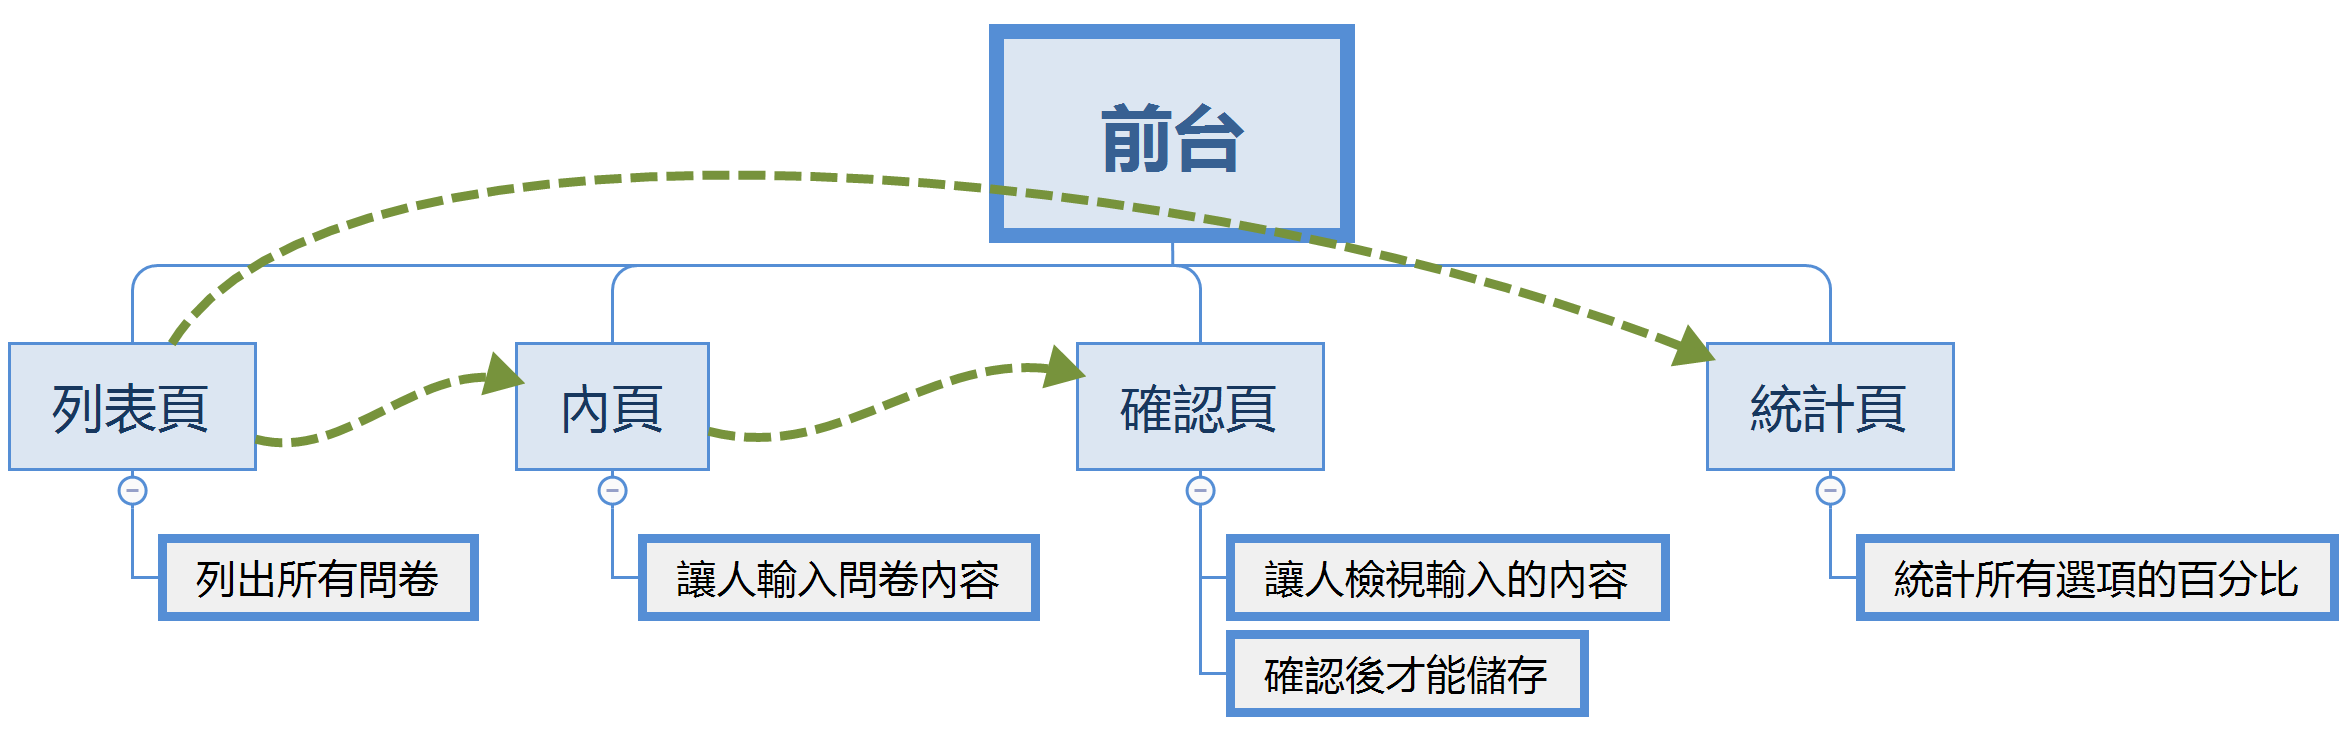 前台
列表頁
內頁
確認頁
統計頁
列出所有問卷
讓人輸入問卷內容
讓人檢視輸入的內容
統計所有選項的百分比
確認後才能儲存